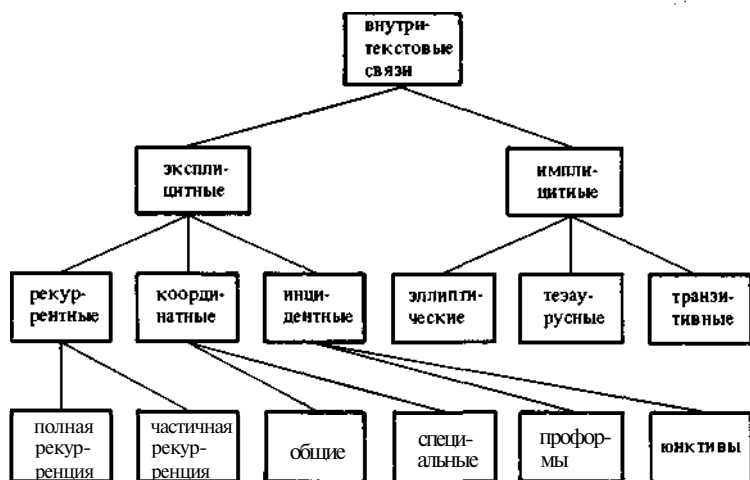 внутри-
текстовые
связи
экспли-
цитные
импли-
цитные
рекур-
рентные
коорди-
натные
инци-
дентные
эллипти-
ческие
тезау-
русные
транзи-
тивные
полная
рекур-
ренция
частичная
рекур-
ренция
общие
специ-
альные
профор-
мы
юнктивы